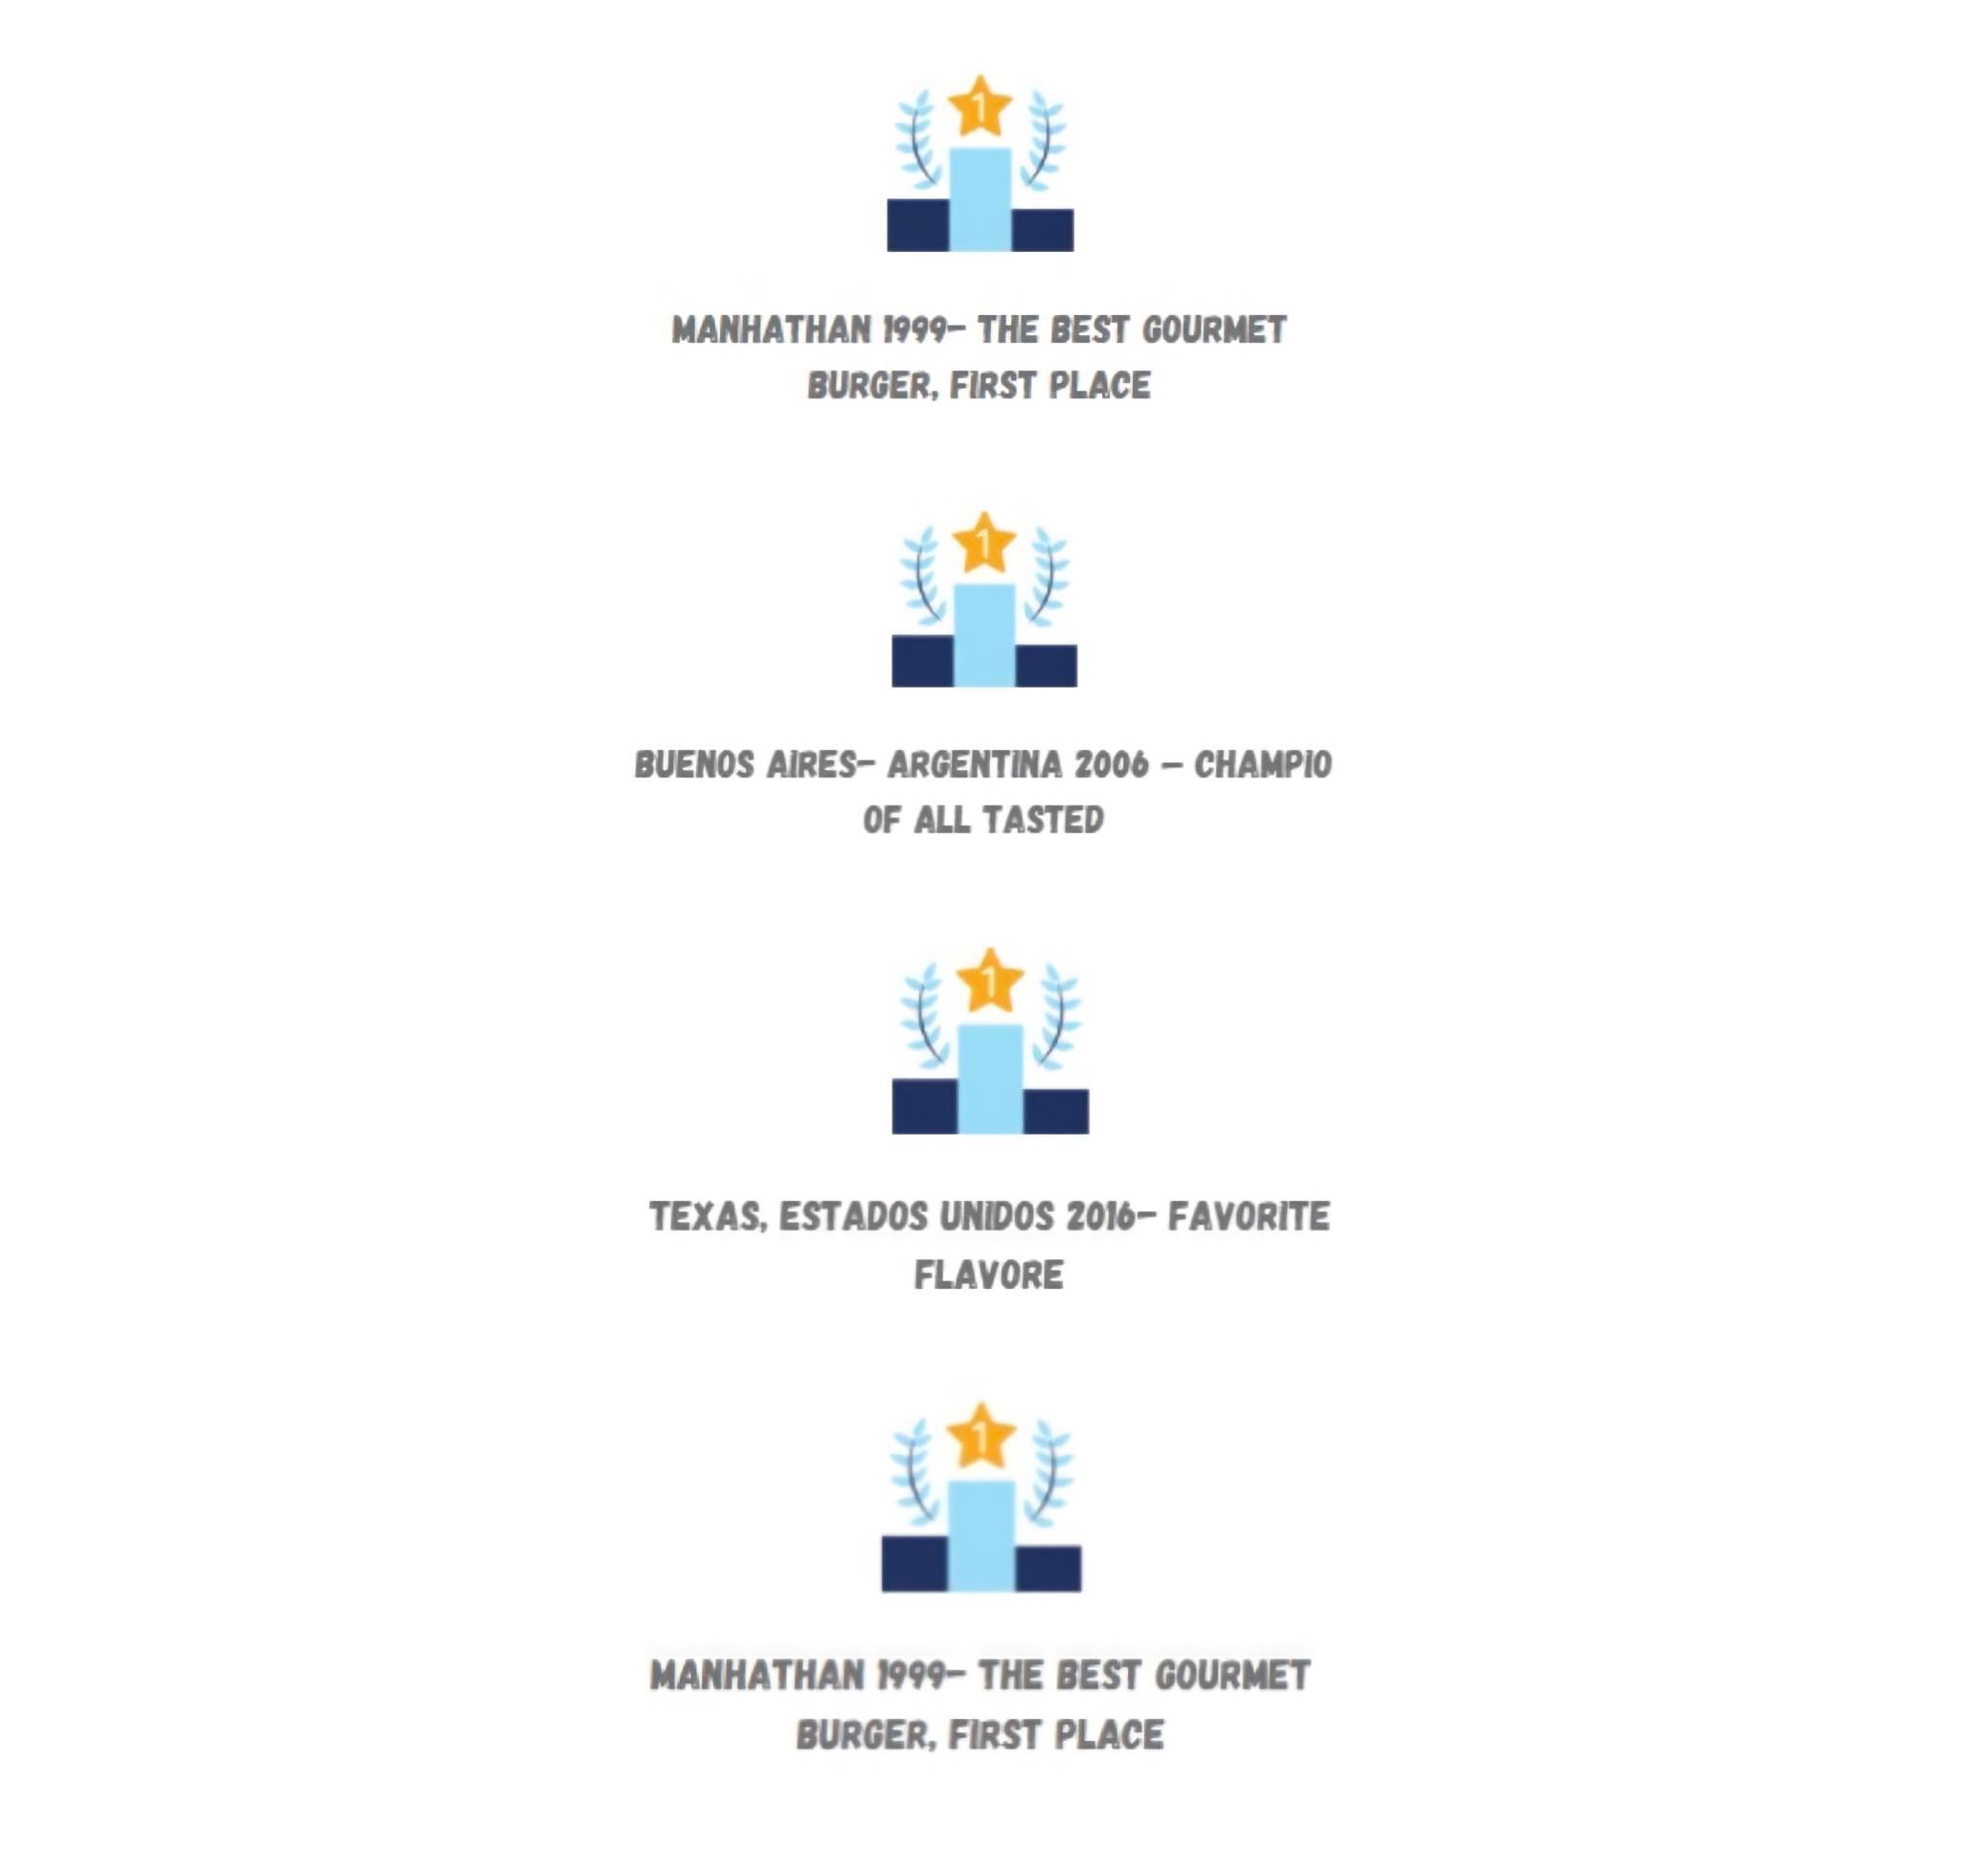 1
MANHATHAN 1999- THE BEST GOURMET
BURGER, FIRST PLACE
1
BUENOS AIRES- ARGENTINA 2006 - CHAMPIO
OF ALL TASTED
1
TEXAS, ESTADOS UNIDOS 2016- FAVORITE
FLAVORE
1
MANHATHAN 1999- THE BEST GOURMET
BURGER, FIRST PLACE